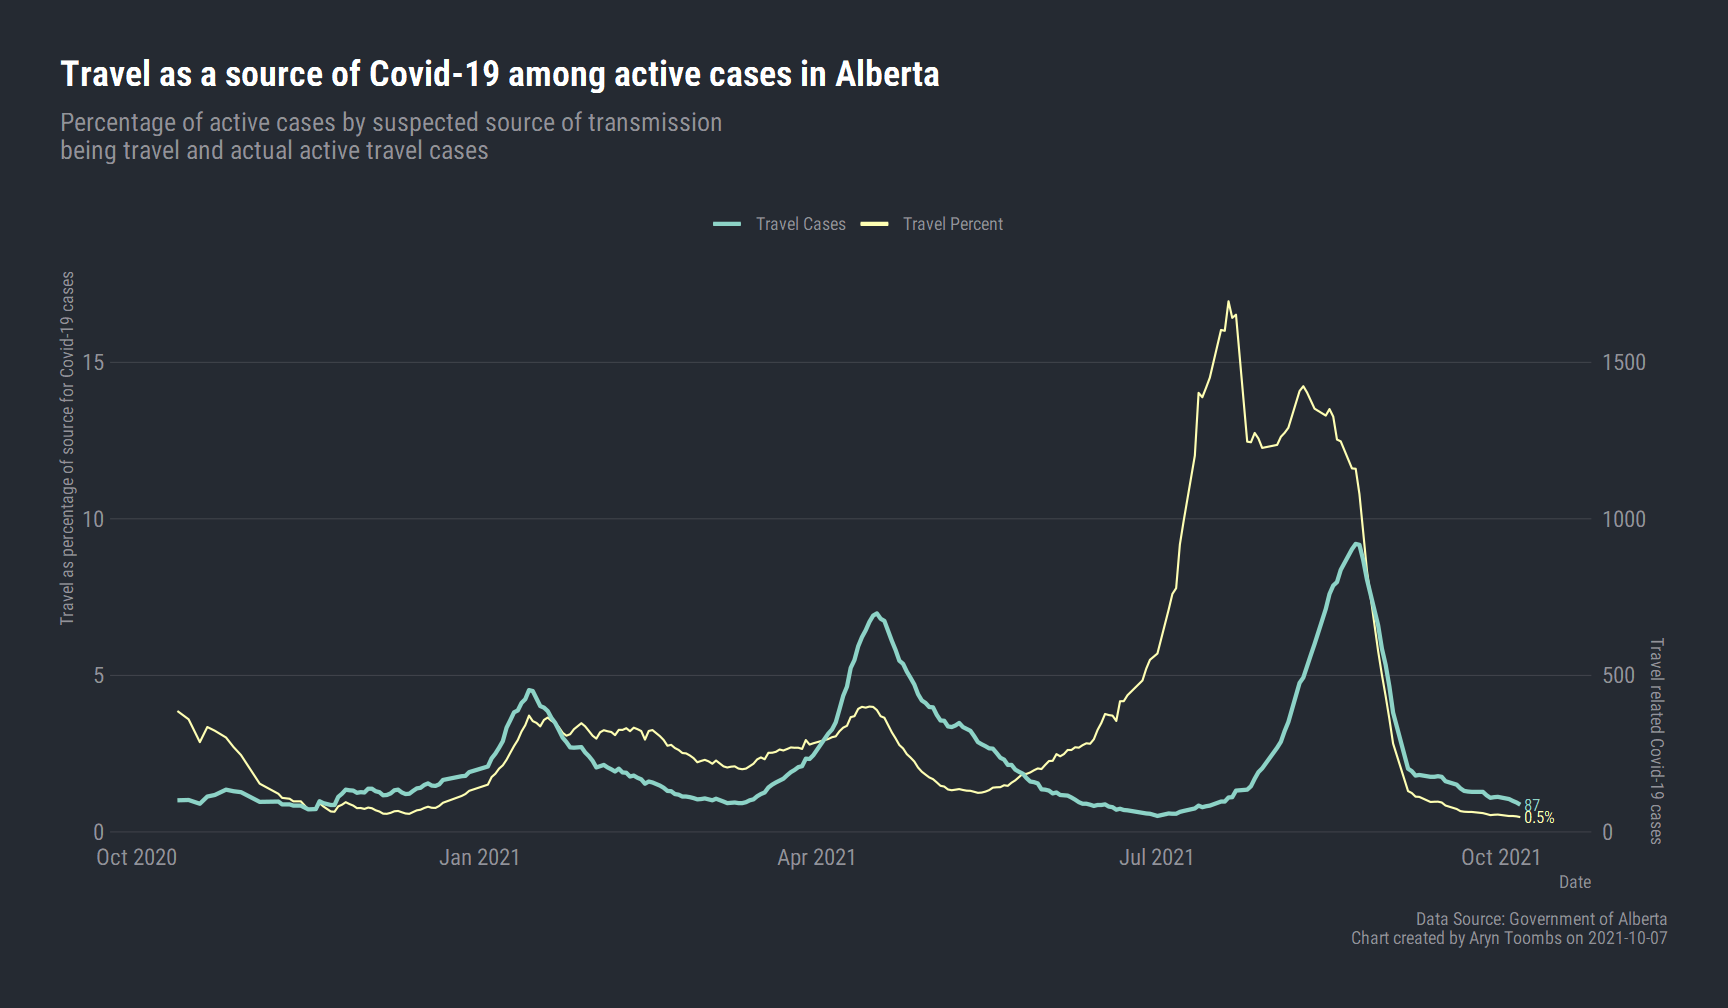 Travel as a source of Covid-19 among active cases in Alberta
Percentage of active cases by suspected source of transmission
being travel and actual active travel cases
Travel Cases
Travel Percent
Travel as percentage of source for Covid-19 cases
15
10
5
0
1500
1000
500
0
Travel related Covid-19 cases
87
0.5%
Oct 2020
Jan 2021
Apr 2021
Jul 2021
Oct 2021
Date
Data Source: Government of Alberta
Chart created by Aryn Toombs on 2021-10-07